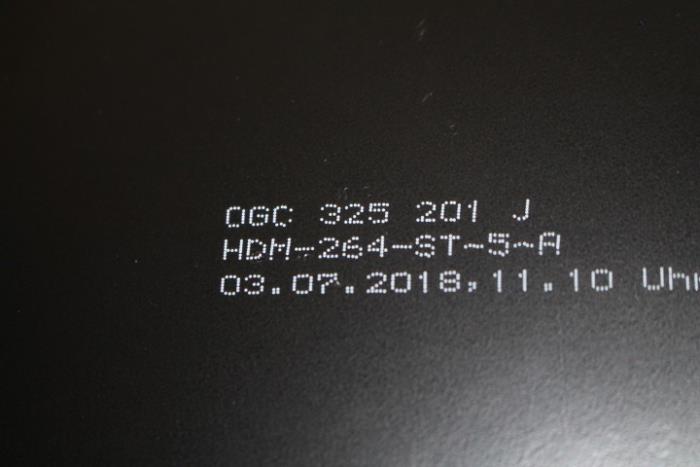 OGC 325 201 J
HDM-264-ST-5-A
03.07.2018,11.10 Uhr